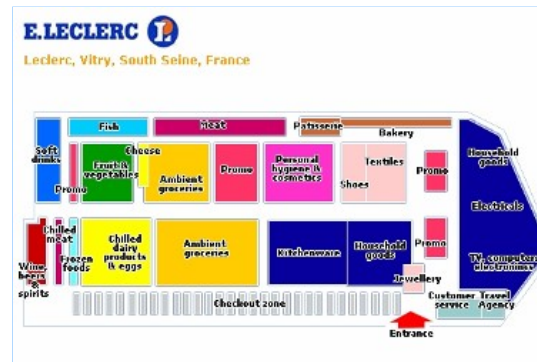 E.LECLERC
Leclerc, Vitry, South Seine, France
Fish
Meat
Patisserie
Bakery
Soft
drinks
Promo
Fruit &
vegetables
Cheese
Ambient
groceries
Promo
Personal
hygiene &
cosmetics
Shoes
Textiles
Promo
Household
goods
Electricals
TV, computers
electronics
Wine,
beers
&
spirits
Chilled
meat
Frozen
foods
Chilled
dairy
products
& eggs
Ambient
groceries
Kitchenware
Household
goods
Promo
Jewellery
Checkout zone
Customer
service
Travel
Agency
Entrance